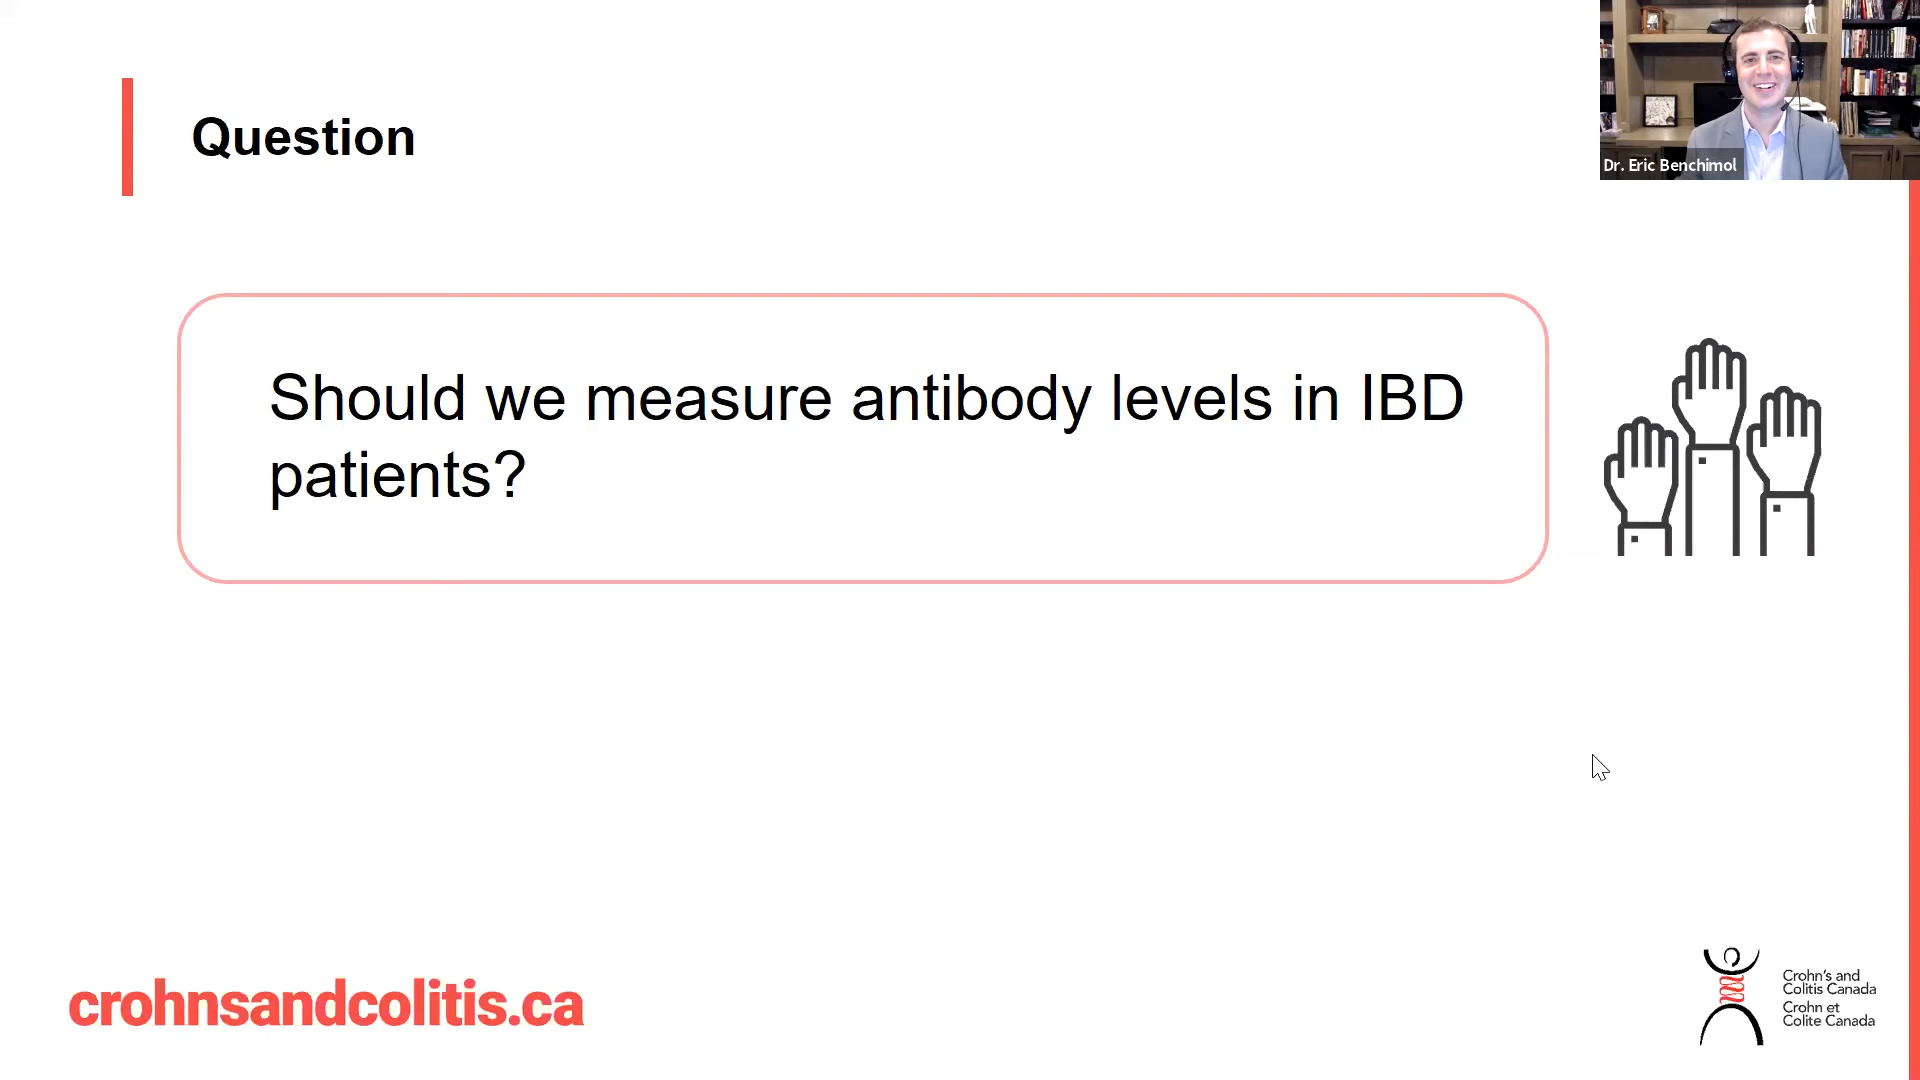 Dr. Eric Benchimol
Question
Should we measure antibody levels in IBD
patients?
crohnsandcolitis.ca
Crohn's and
Colitis Canada
Crohn et
Colite Canada